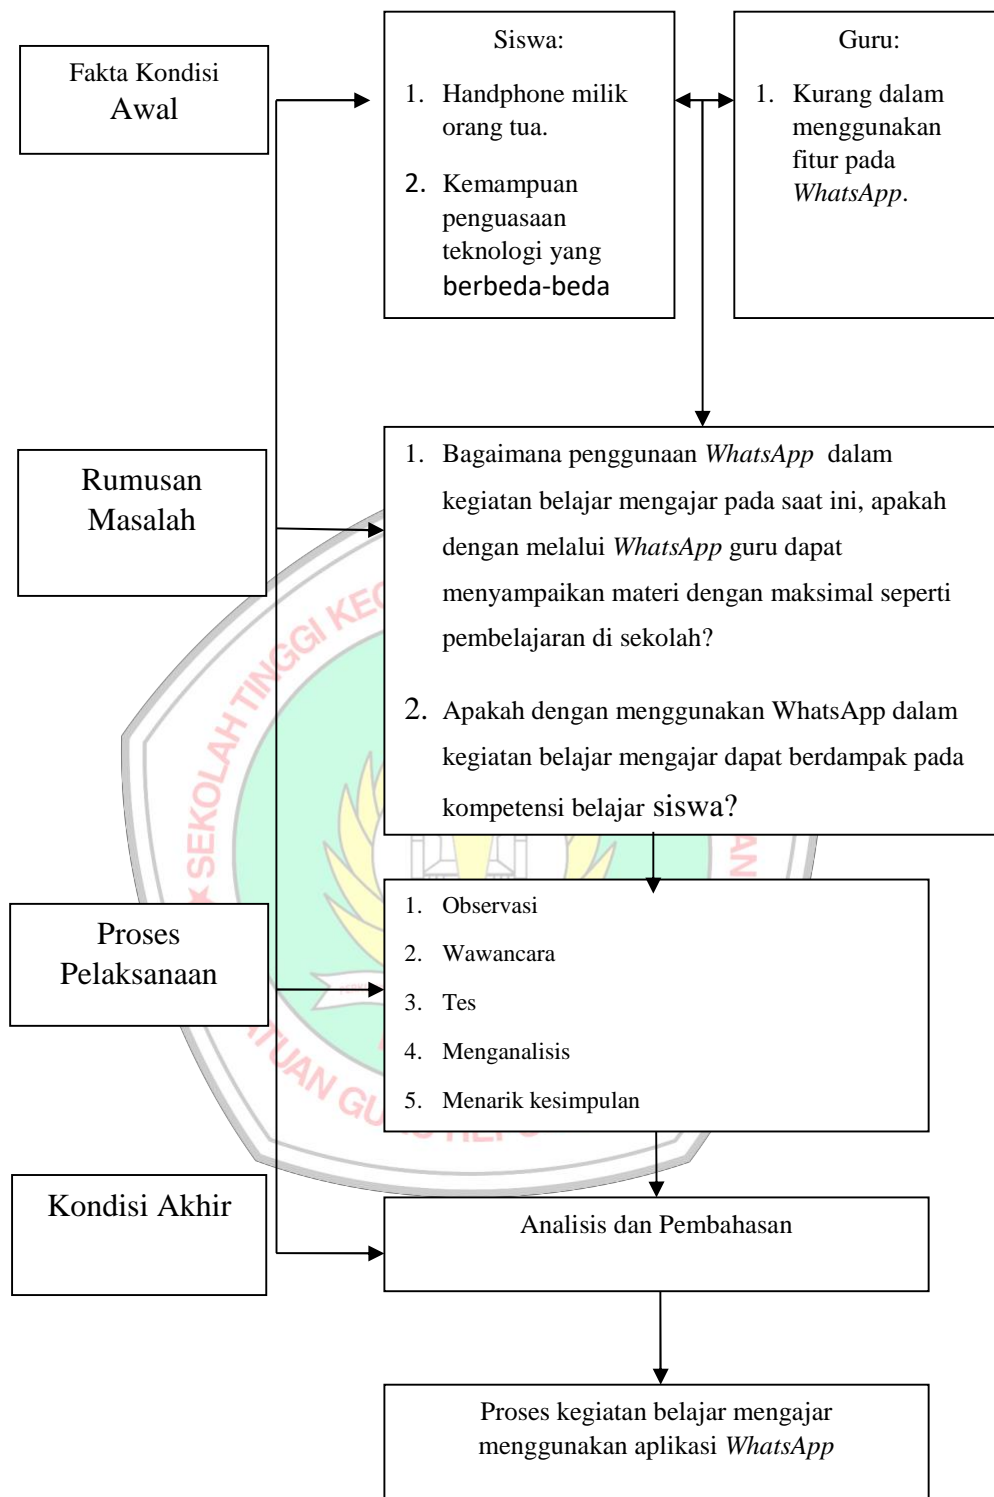 Fakta Kondisi
Awal
Siswa:
1. Handphone milik
orang tua.
2. Kemampuan
penguasaan
teknologi yang
berbeda-beda
Guru:
1. Kurang dalam
menggunakan
fitur pada
WhatsApp.
Rumusan
Masalah
1. Bagaimana penggunaan WhatsApp dalam
kegiatan belajar mengajar pada saat ini, apakah
dengan melalui WhatsApp guru dapat
menyampaikan materi dengan maksimal seperti
pembelajaran di sekolah?
2. Apakah dengan menggunakan WhatsApp dalam
kegiatan belajar mengajar dapat berdampak pada
kompetensi belajar siswa?
SEKOLAH TINGGI
Proses
Pelaksanaan
1. Observasi
2. Wawancara
3. Tes
4. Menganalisis
5. Menarik kesimpulan
Kondisi Akhir
Analisis dan Pembahasan
Proses kegiatan belajar mengajar
menggunakan aplikasi WhatsApp